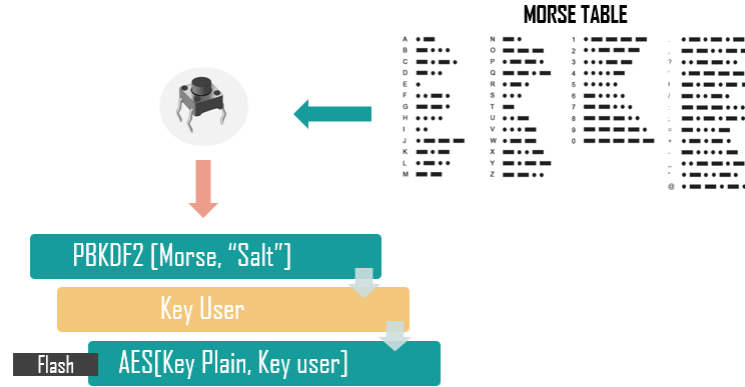 MORSE TABLE
A N 1 .
B O 2 ,
C P 3 ?
D Q 4 '
E R 5 !
F S 6 /
G T 7 :
H U 8 ;
I V 9 =
J W 0 +
K X -
L Y _
M Z "
@
PBKDF2 [Morse, “Salt”]
Key User
Flash AES[Key Plain, Key user]